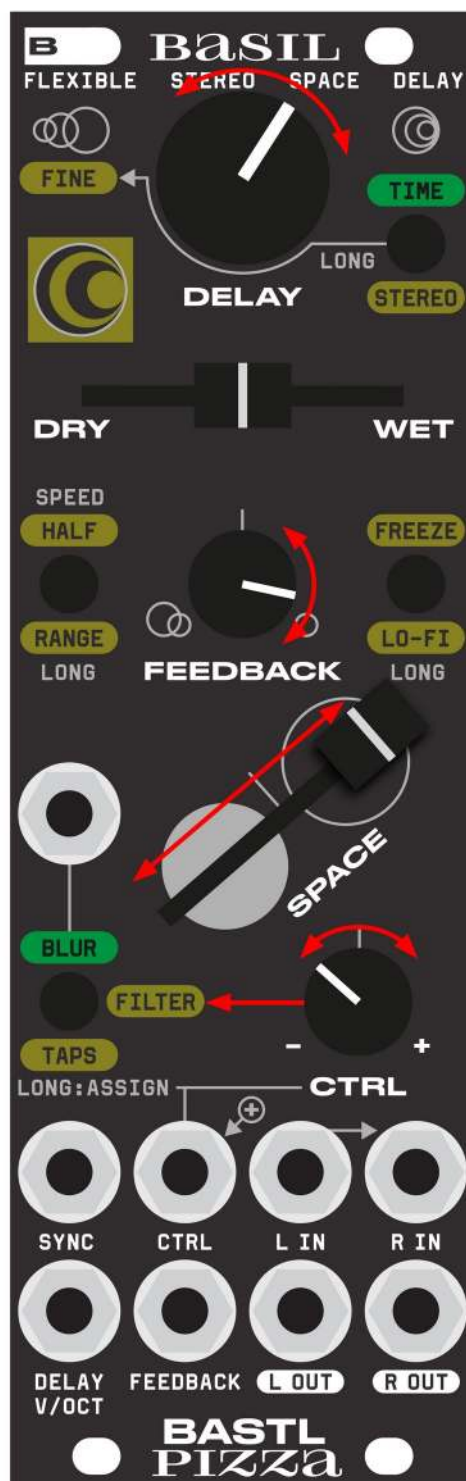 B BaSIL
FLEXIBLE STEREO SPACE DELAY
FINE
TIME
LONG
DELAY
STEREO
DRY WET
SPEED
HALF
FREEZE
RANGE
LO-FI
LONG
FEEDBACK
LONG
SPACE
BLUR
FILTER
TAPS
- +
LONG:ASSIGN
CTRL
SYNC CTRL L IN R IN
DELAY V/OCT
FEEDBACK
L OUT
R OUT
BASTL
PIZZa